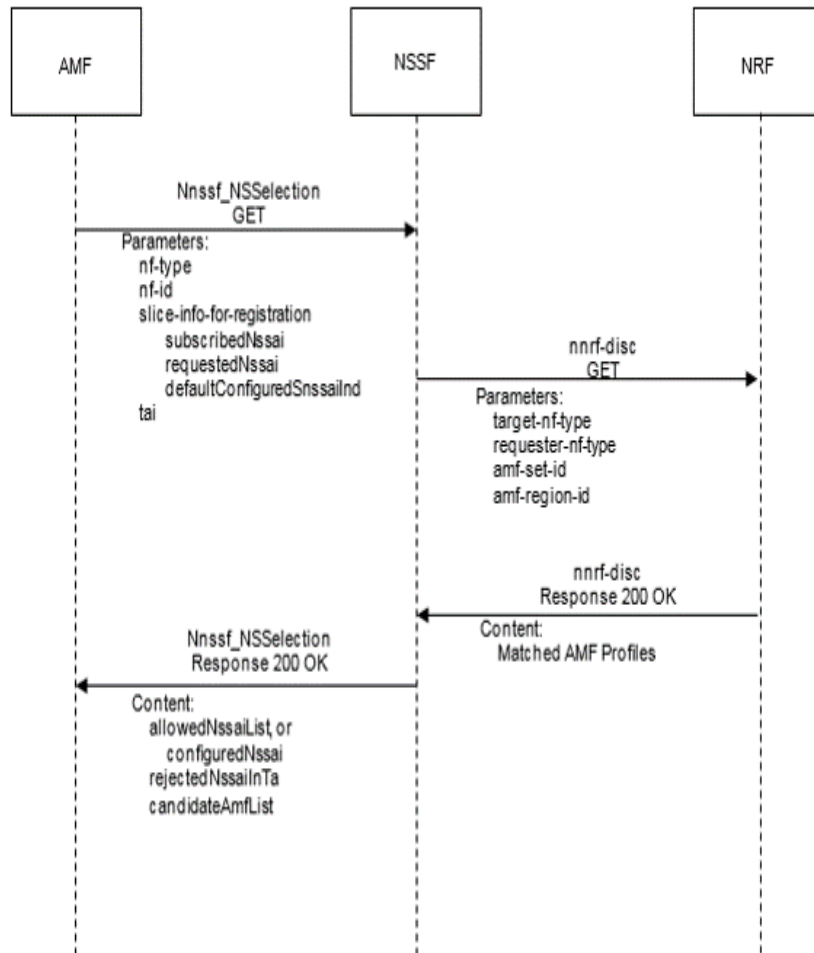 AMF
NSSF
NRF
Nnssf_NSSelection
GET
Parameters:
nf-type
nf-id
slice-info-for-registration
subscribedNssai
requestedNssai
defaultConfiguredSnssaiInd
tai
nnrf-disc
GET
Parameters:
target-nf-type
requester-nf-type
amf-set-id
amf-region-id
nnrf-disc
Response 200 OK
Content:
Matched AMF Profiles
Nnssf_NSSelection
Response 200 OK
Content:
allowedNssaiList, or
configuredNssai
rejectedNssaiInTa
candidateAmfList